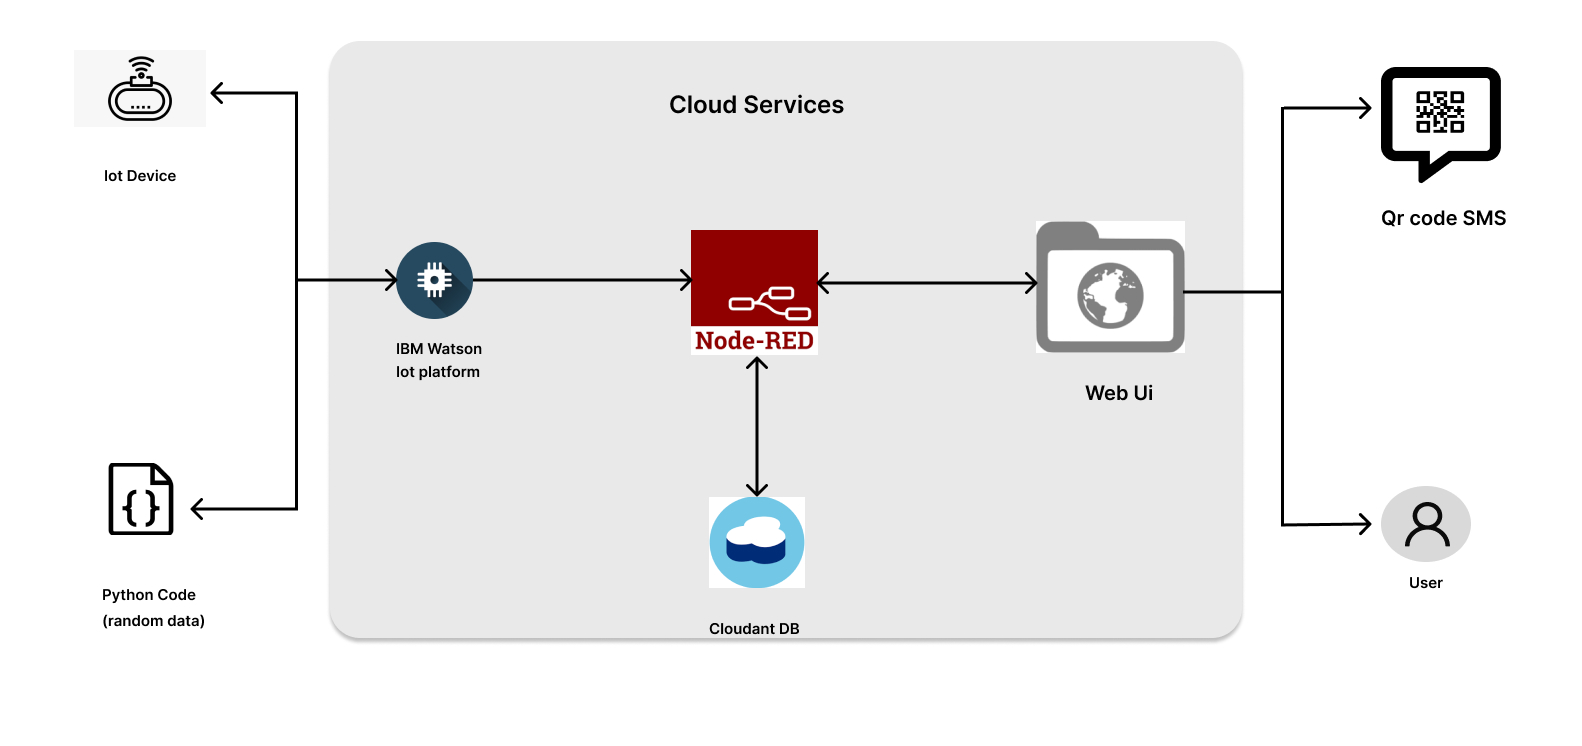 Cloud Services
Iot Device
Qr code SMS
Node-RED
IBM Watson
Iot platform
Web Ui
{ }
Python Code
(random data)
User
Cloudant DB